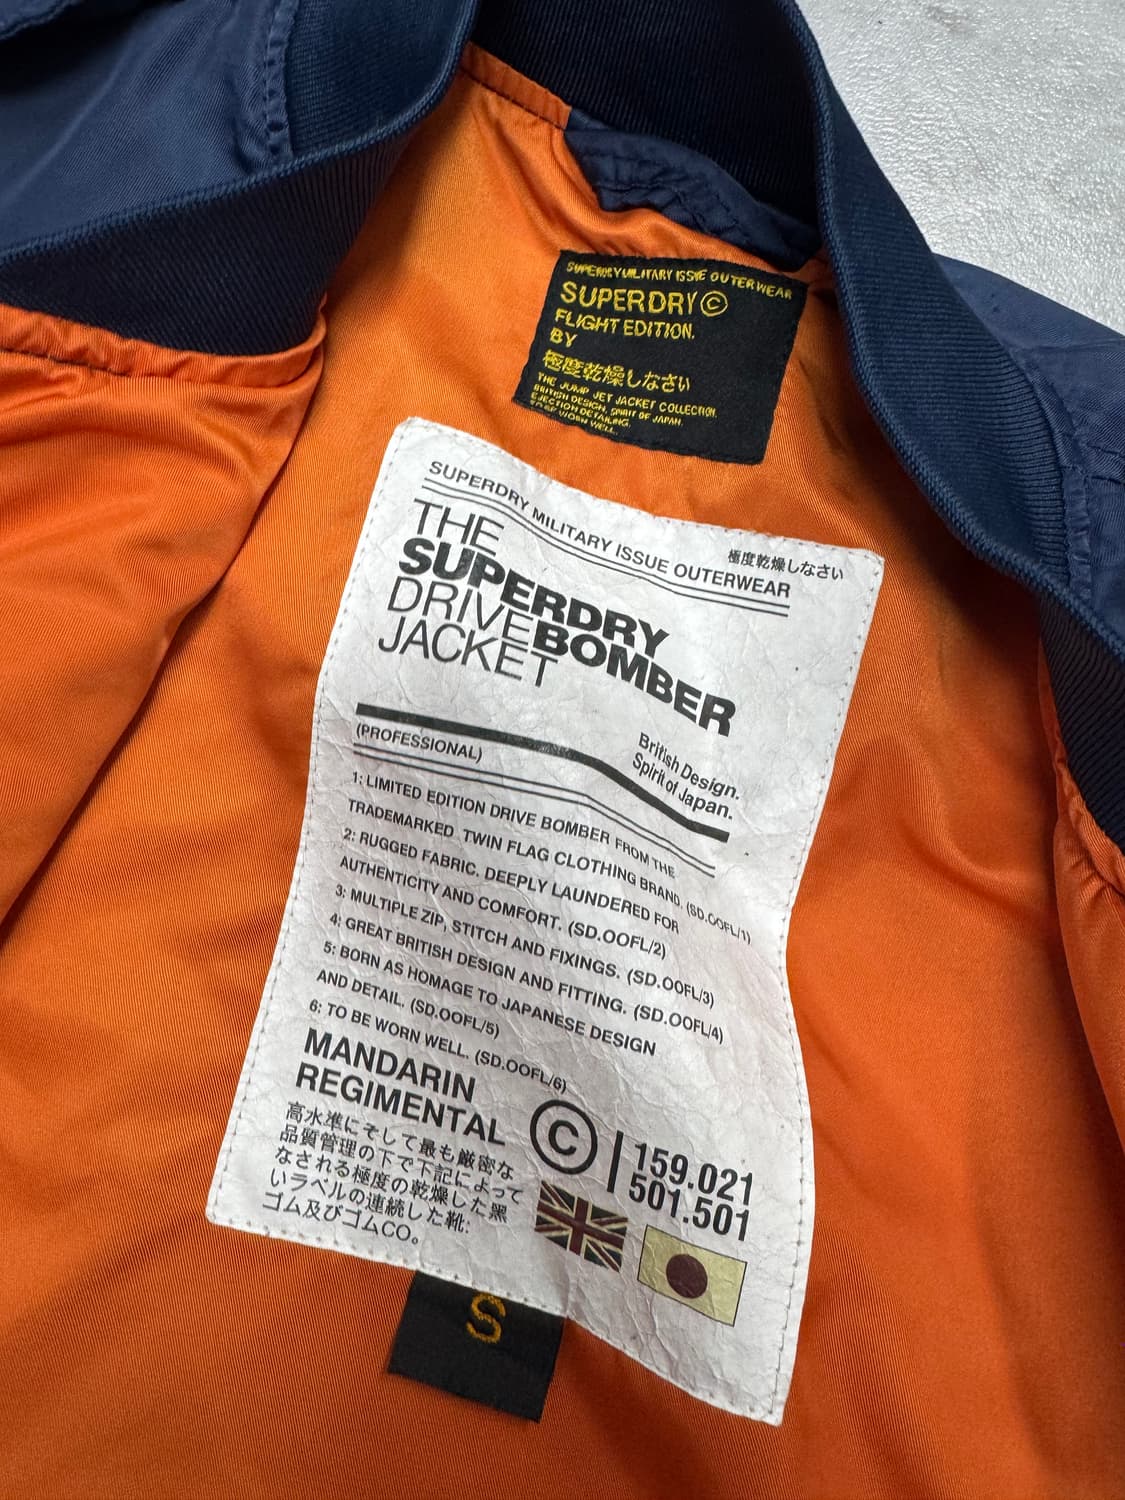 SUPERDRY MILITARY ISSUE OUTERWEAR
SUPERDRY©
FLIGHT EDITION.
BY
極度乾燥しなさい
THE JUMP JET JACKET COLLECTION.
BRITISH DESIGN, SPIRIT OF JAPAN.
EJECTION DETAILING.
TO BE WORN WELL.
SUPERDRY MILITARY ISSUE OUTERWEAR
極度乾燥しなさい
THE
SUPERDRY
DRIVE BOMBER
JACKET
British Design.
Spirit of Japan.
(PROFESSIONAL)
1: LIMITED EDITION DRIVE BOMBER FROM THE
TRADEMARKED TWIN FLAG CLOTHING BRAND. (SD.OOFL/1)
2: RUGGED FABRIC. DEEPLY LAUNDERED FOR
AUTHENTICITY AND COMFORT. (SD.OOFL/2)
3: MULTIPLE ZIP, STITCH AND FIXINGS. (SD.OOFL/3)
4: GREAT BRITISH DESIGN AND FITTING. (SD.OOFL/4)
5: BORN AS HOMAGE TO JAPANESE DESIGN
AND DETAIL. (SD.OOFL/5)
6: TO BE WORN WELL. (SD.OOFL/6)
MANDARIN
REGIMENTAL
高水準にそして最も厳密な
品質管理の下で下記によって
なされる極度の乾燥した黑
いラベルの連続した靴:
ゴム及びゴムCO。
© 159.021
501.501
S